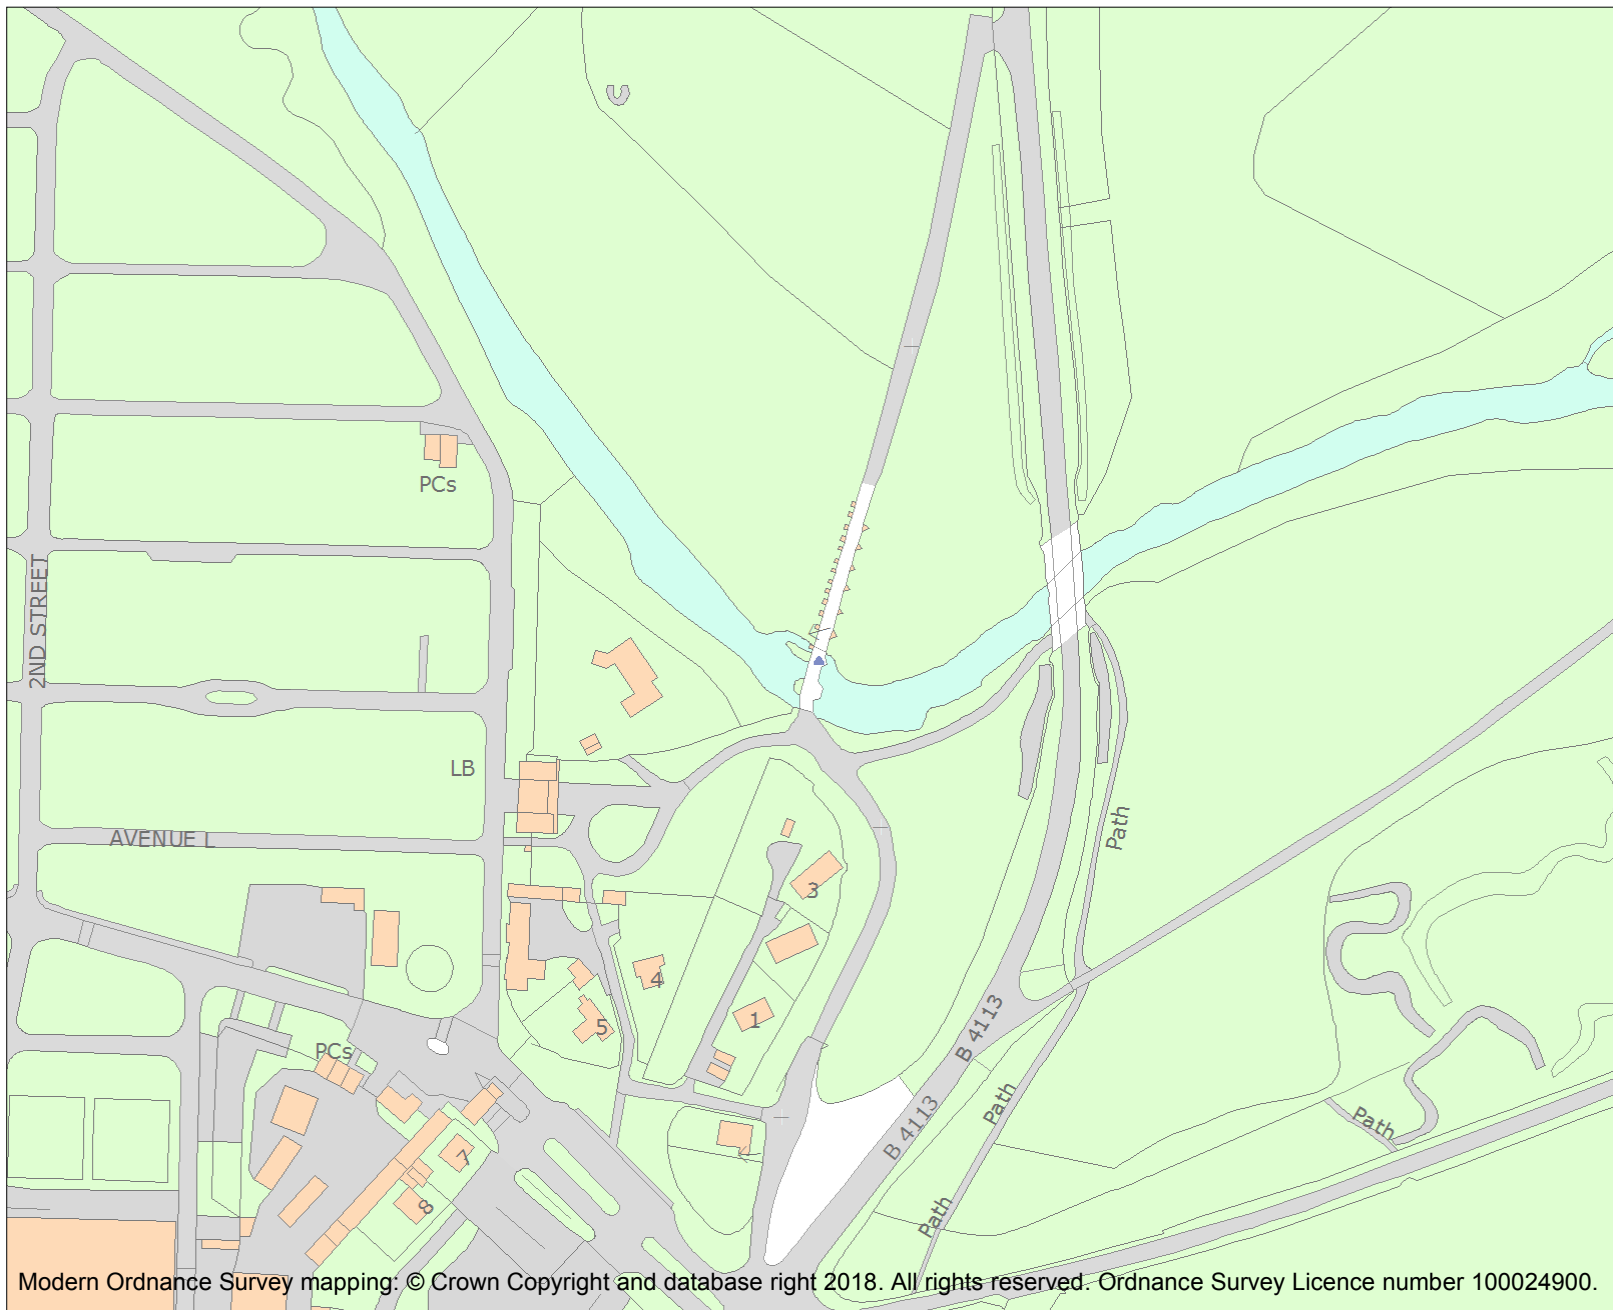 PCs
2ND STREET
LB
AVENUE L
Path
3
4
1
5
B 4113
PCs
Path
B 4113
Path
7
8
Path
Modern Ordnance Survey mapping: © Crown Copyright and database right 2018. All rights reserved. Ordnance Survey Licence number 100024900.